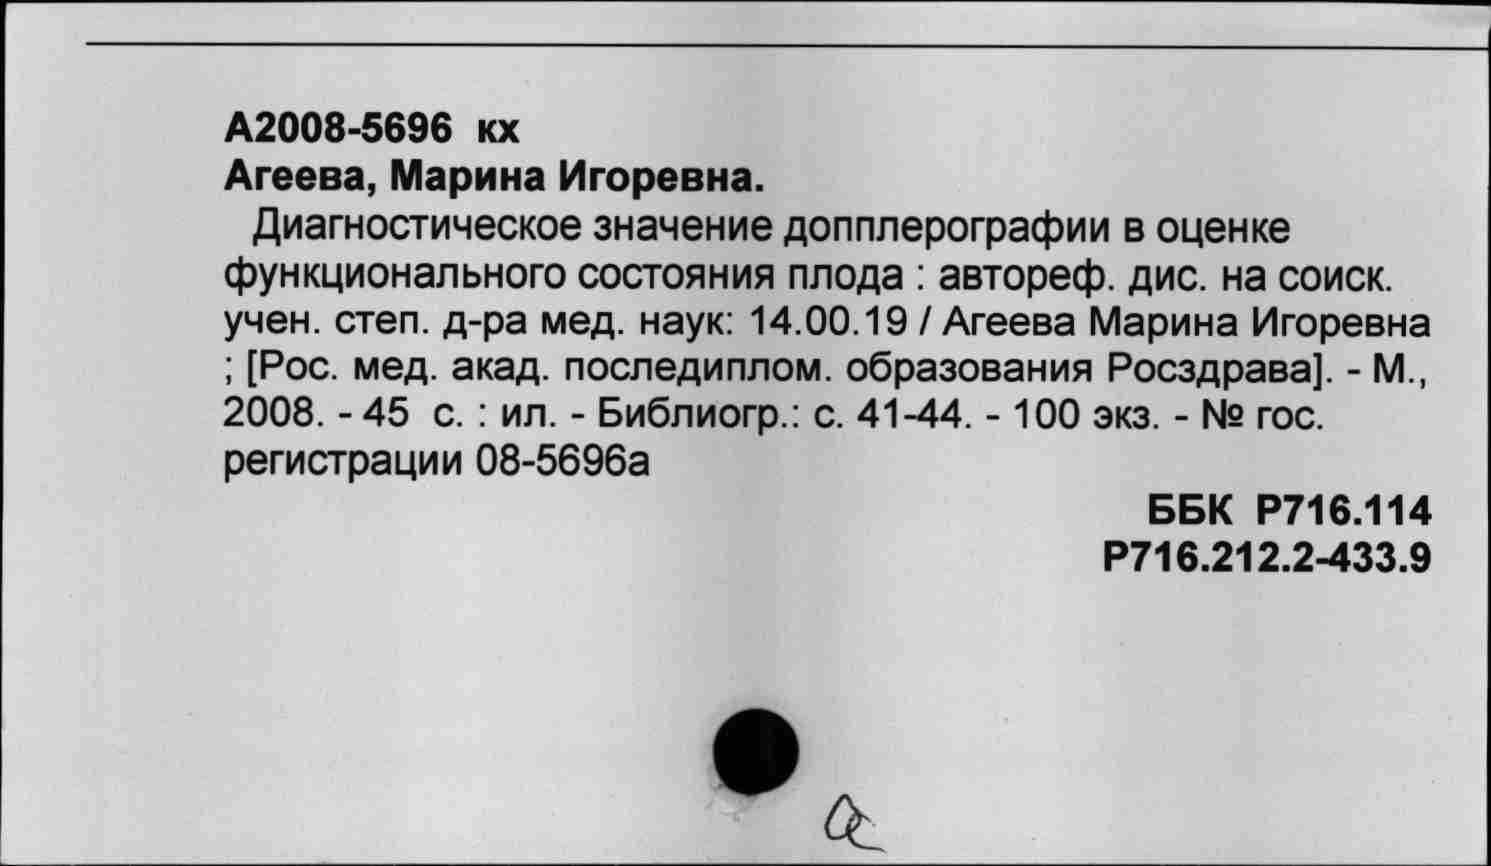 А2008-5696 кх
Агеева, Марина Игоревна.
Диагностическое значение допплерографии в оценке
функционального состояния плода : автореф. дис. на соиск.
учен. степ. д-ра мед. наук: 14.00.19 / Агеева Марина Игоревна
; [Рос. мед. акад. последиплом. образования Росздрава]. - М.,
2008. - 45 с. : ил. - Библиогр.: с. 41-44. - 100 экз. - № гос.
регистрации 08-5696а
ББК Р716.114
Р716.212.2-433.9